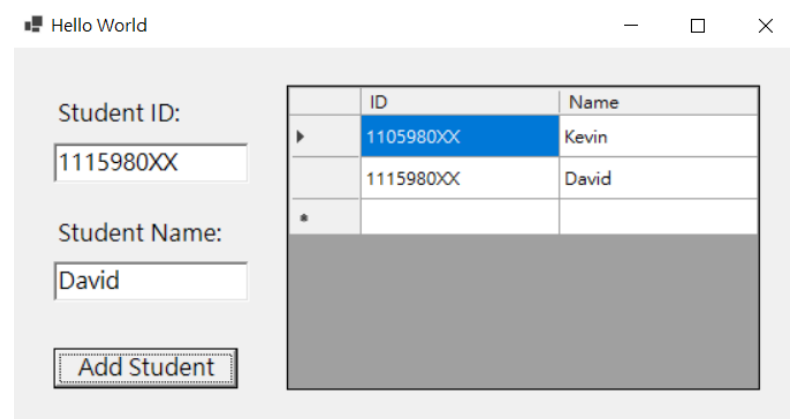 Hello World
Student ID:
1115980XX
Student Name:
David
Add Student
ID Name
1105980XX Kevin
1115980XX David